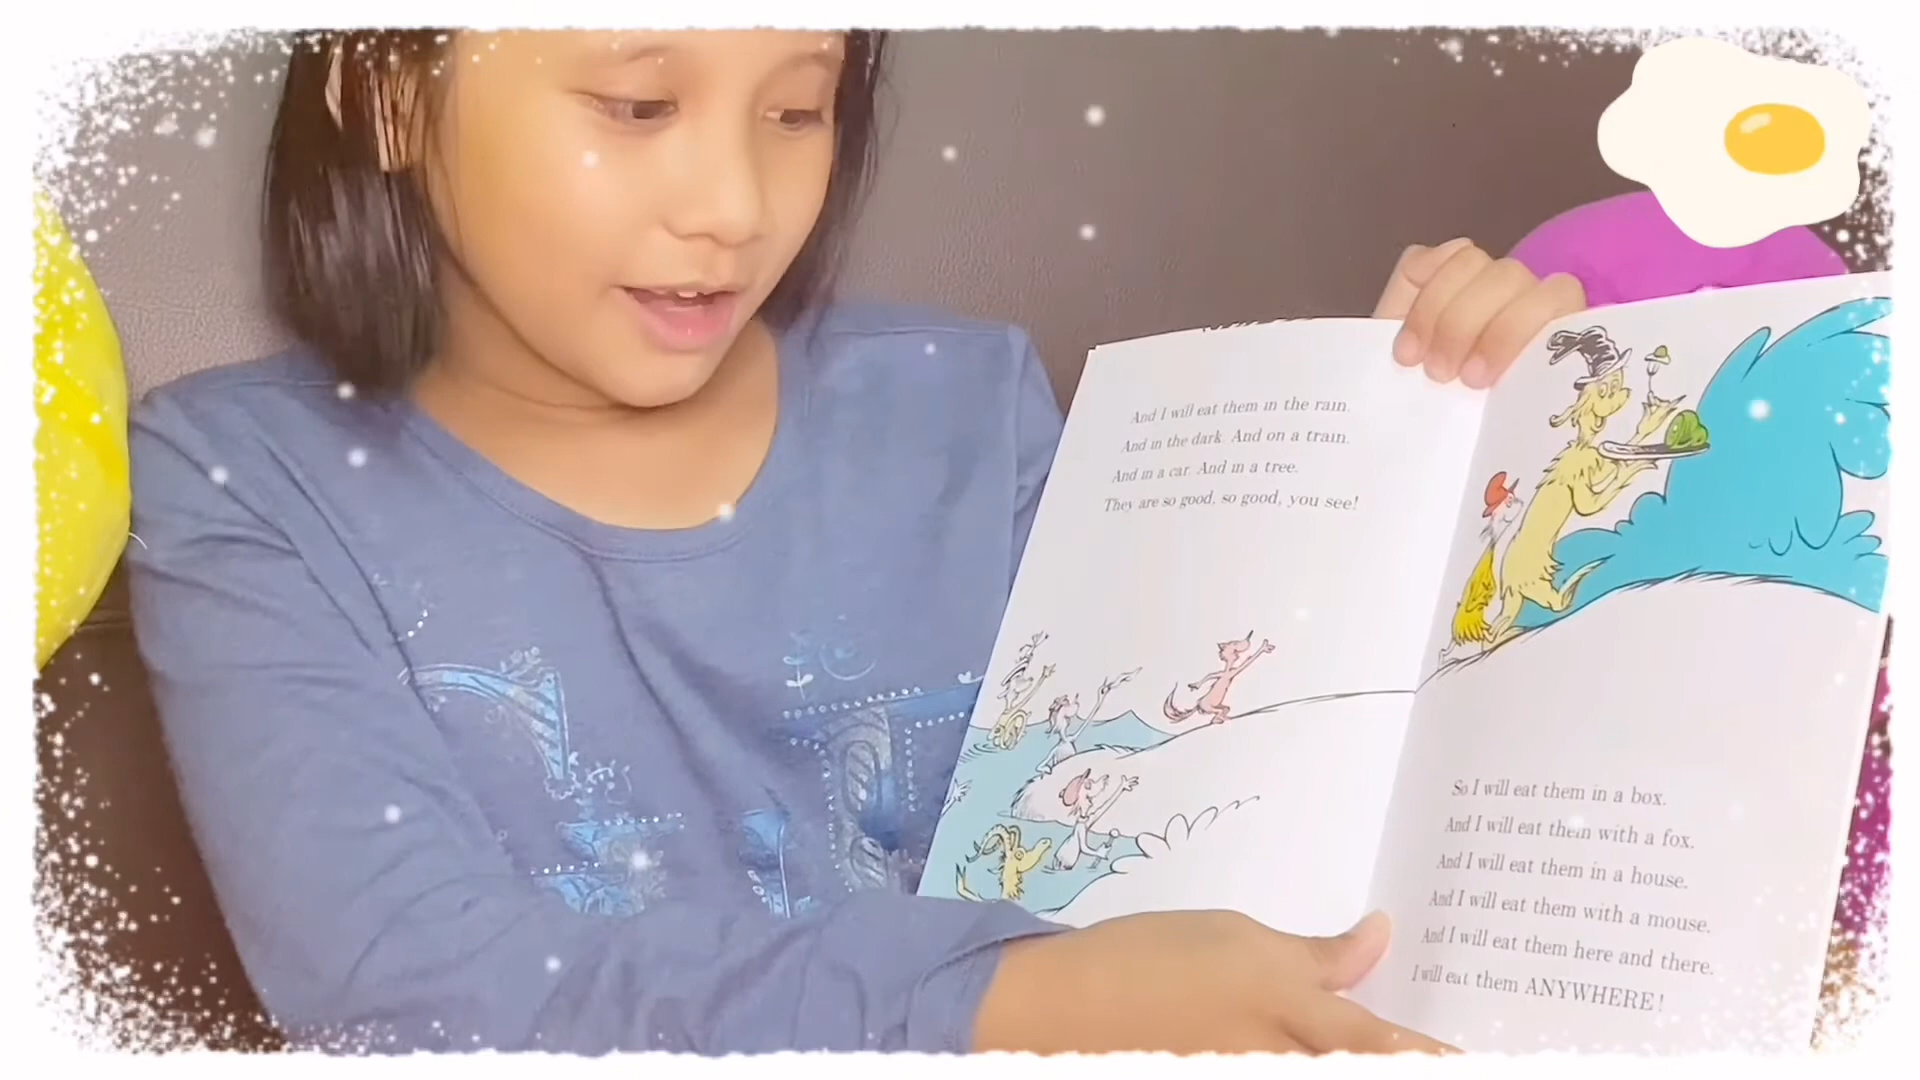 And I will eat them in the rain.
And in the dark. And on a train.
And in a car. And in a tree.
They are so good, so good, you see!
So I will eat them in a box.
And I will eat them with a fox.
And I will eat them in a house.
And I will eat them with a mouse.
And I will eat them here and there.
I will eat them ANYWHERE!